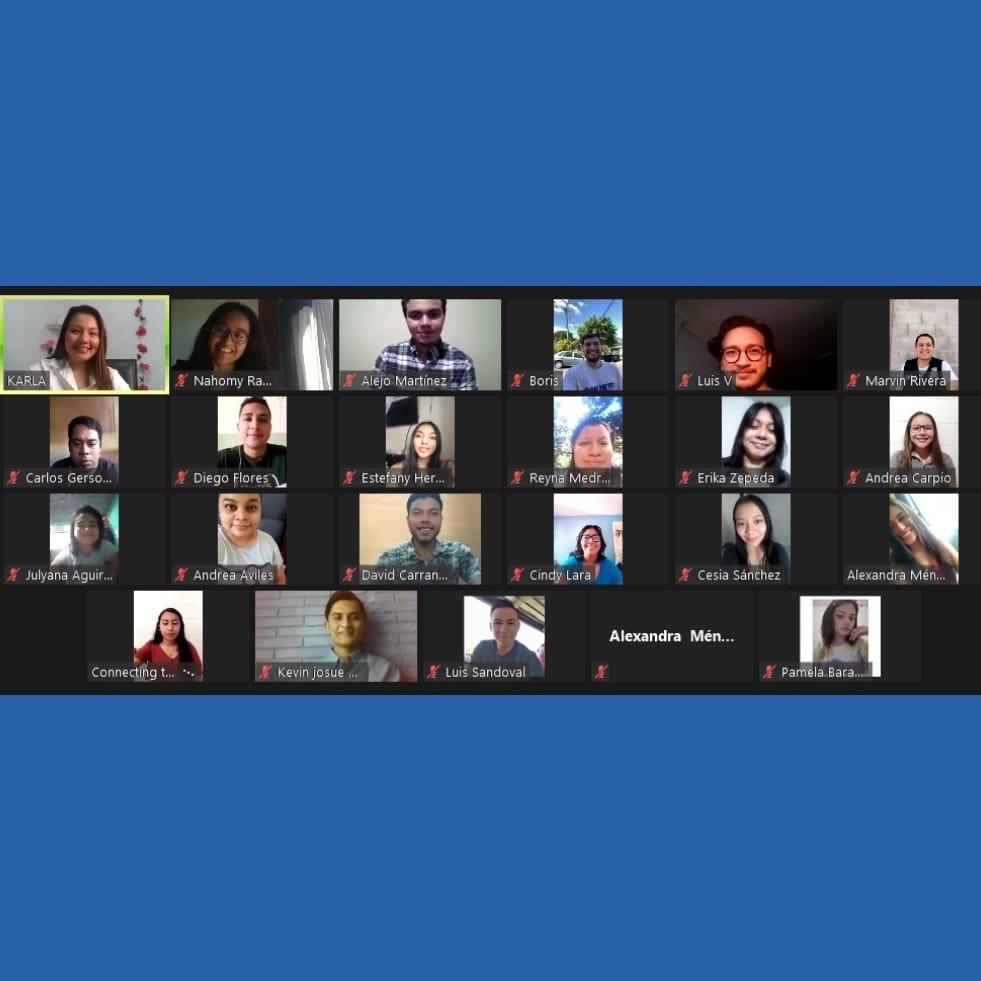 KARLA
Nahomy Ra...
Alejo Martínez
Boris
Luis V
Marvin Rivera
Carlos Gerso...
Diego Flores
Estefany Her...
Reyna Medr...
Erika Zepeda
Andrea Carpio
Julyana Aguir...
Andrea Aviles
David Carran...
Cindy Lara
Cesia Sánchez
Alexandra Mén...
Connecting t...
Kevin josue ...
Luis Sandoval
Alexandra Mén...
Pamela Bara...